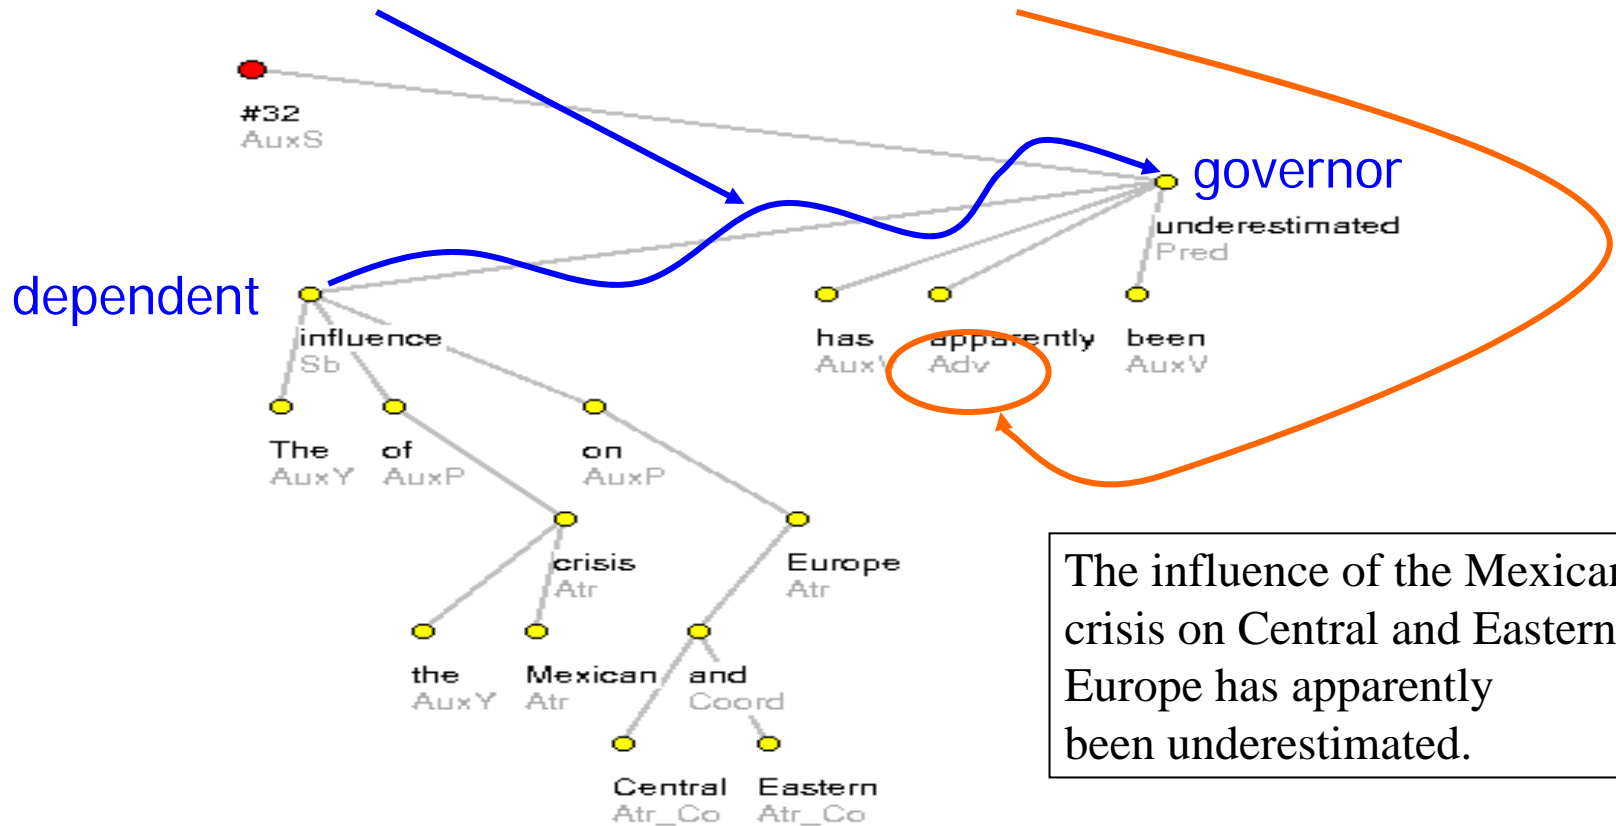 #32
AuxS
governor
underestimated
Pred
dependent
influence
Sb
has
AuxV
apparently
Adv
been
AuxV
The
AuxY
of
AuxP
on
AuxP
crisis
Atr
Europe
Atr
the
AuxY
Mexican
Atr
and
Coord
Central
Atr_Co
Eastern
Atr_Co
The influence of the Mexican
crisis on Central and Eastern
Europe has apparently
been underestimated.